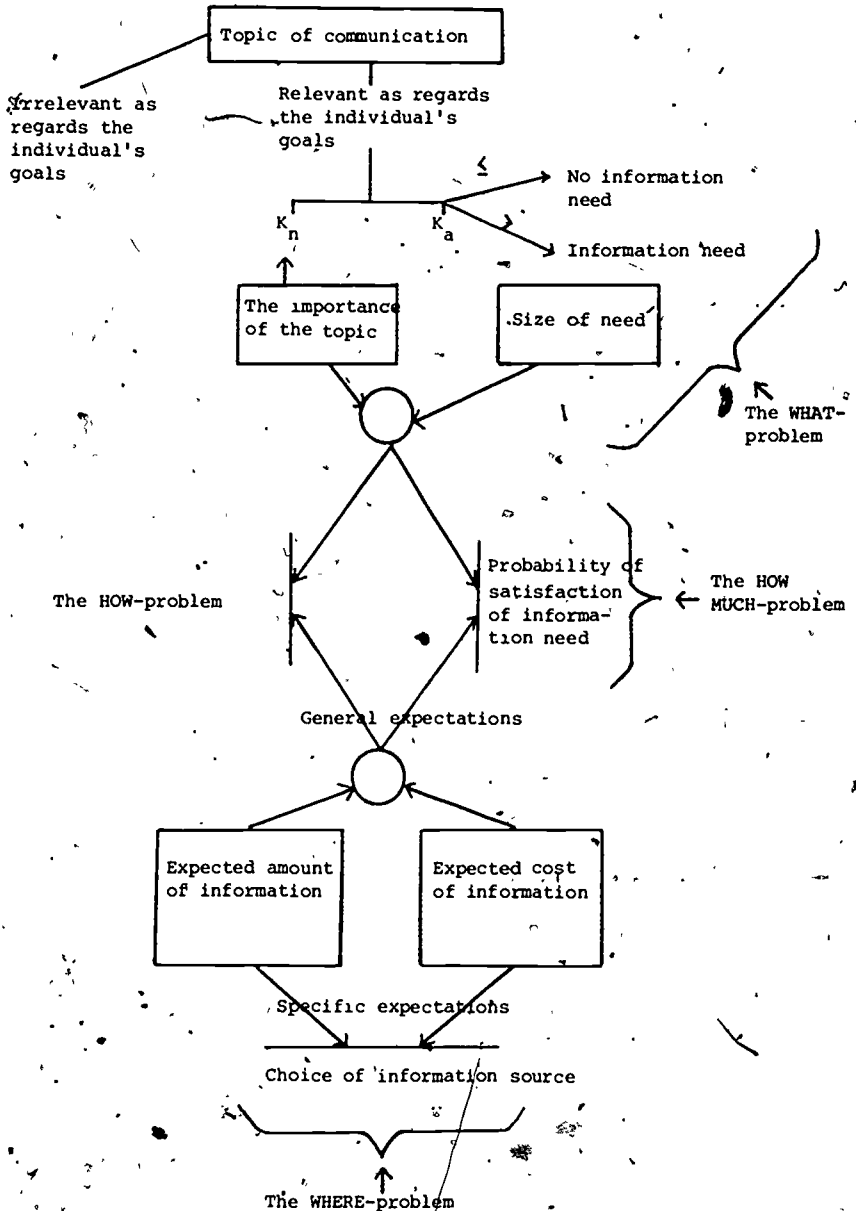 Topic of communication
Irrelevant as
regards the
individual's
goals
Relevant as regards
the individual's
goals
≤
No information
need
Kn
Ka
>
Information need
The importance
of the topic
Size of need
The WHAT-
problem
The HOW-problem
Probability of
satisfaction
of informa-
tion need
The HOW
MUCH-problem
General expectations
Expected amount
of information
Expected cost
of information
Specific expectations
Choice of information source
The WHERE-problem